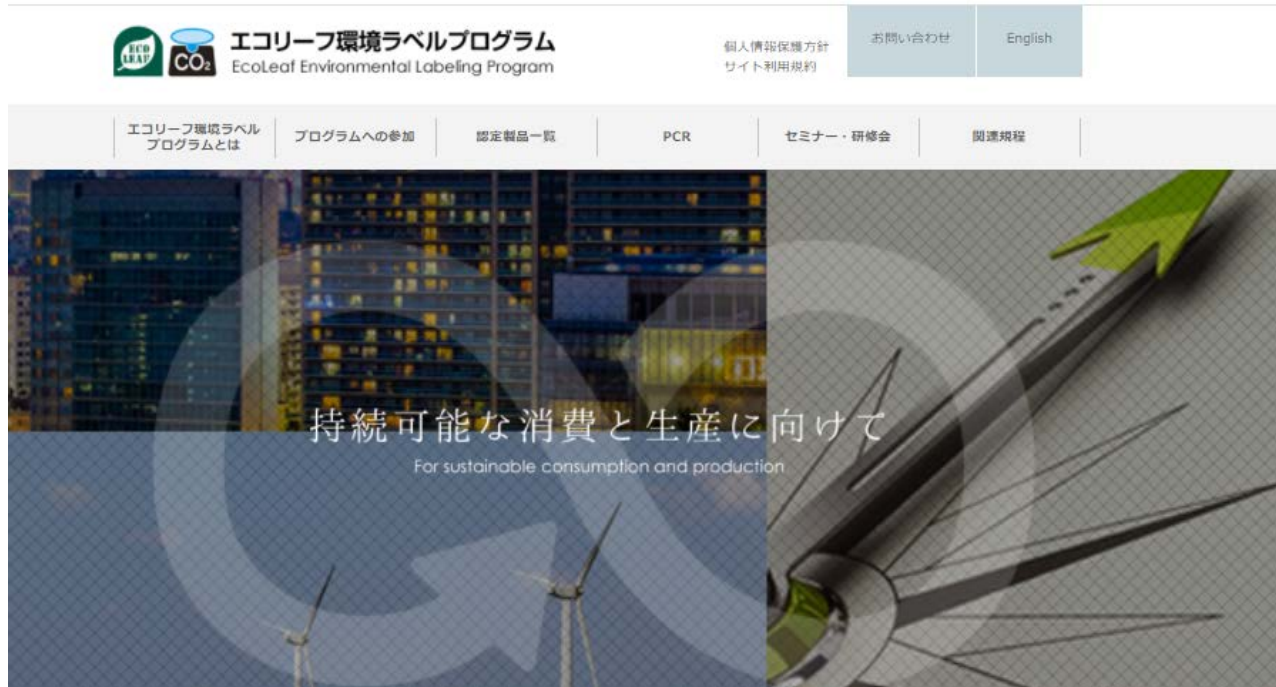 ECO
LEAF
CO₂
エコリーフ環境ラベルプログラム
EcoLeaf Environmental Labeling Program
個人情報保護方針
サイト利用規約
お問い合わせ
English
エコリーフ環境ラベル
プログラムとは
プログラムへの参加
認定製品一覧
PCR
セミナー・研修会
関連規程
持続可能な消費と生産に向けて
For sustainable consumption and production